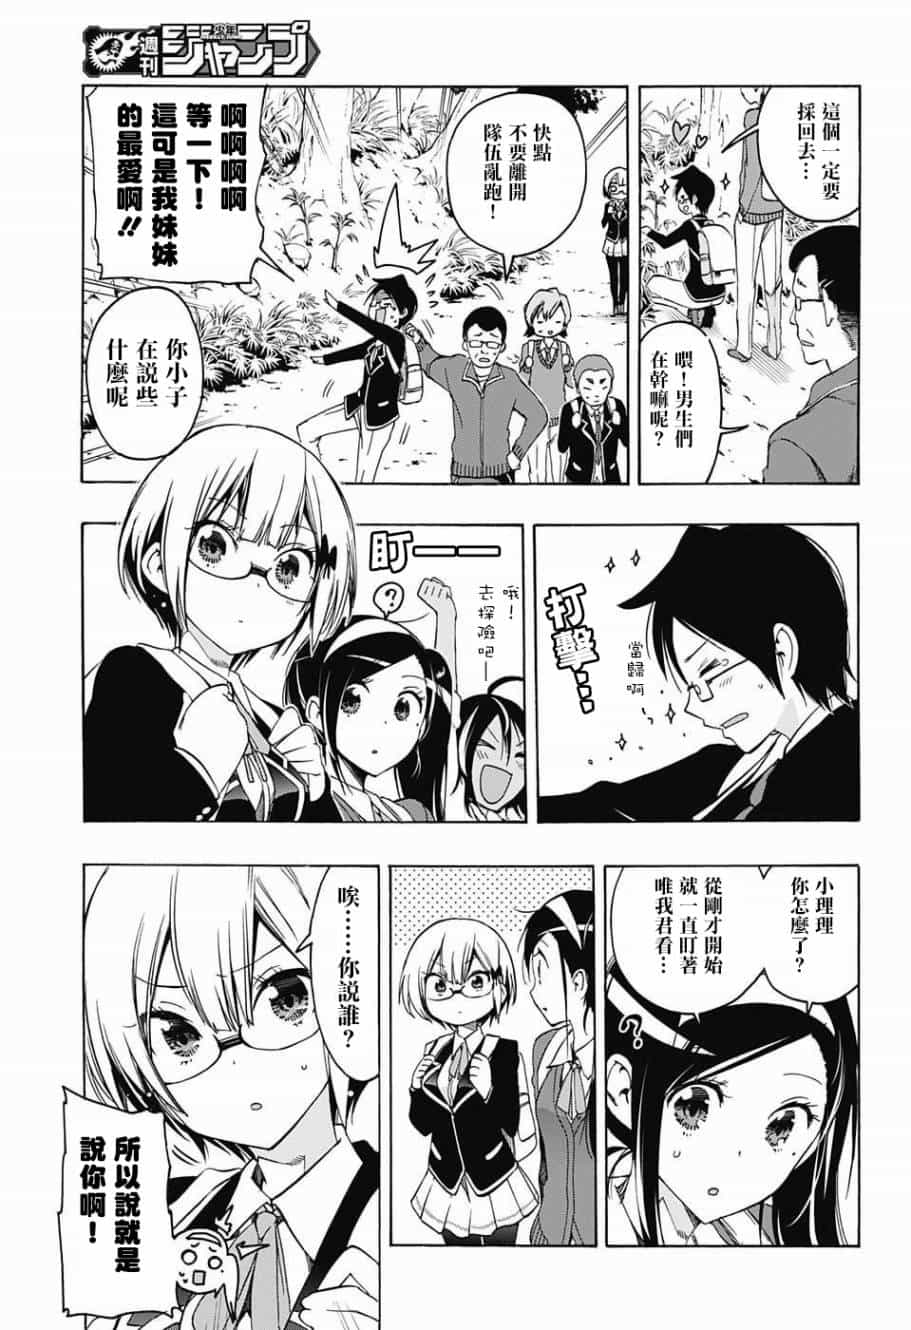 週刊
少年
ジャンプ
這個一定要
採回去…
喂！男生們
在幹嘛呢？
快點
不要離開
隊伍亂跑！
啊啊啊啊
等一下！
這可是我妹妹
的最愛啊!!
你小子
在説些
什麼呢
打擊…
當歸啊
哦！
去探險吧—
盯——
?
小理理
你怎麼了？
從剛才開始
就一直盯著
唯我君看…
?
唉……你説誰？
所以說就是
說你啊！